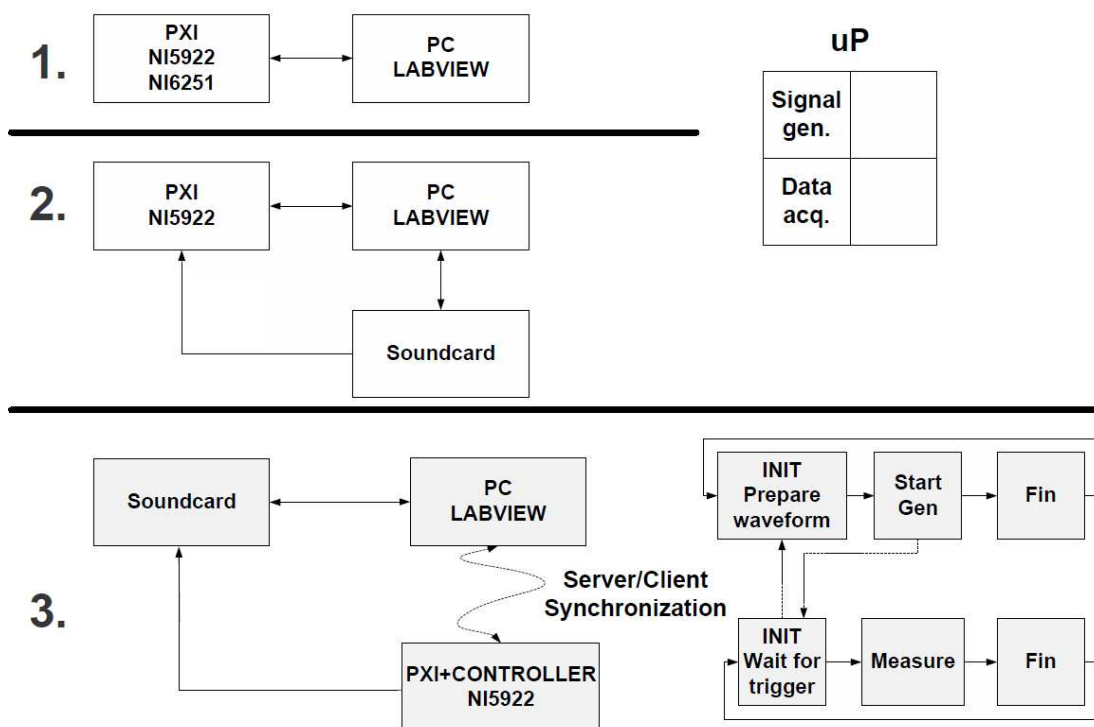 1.
PXI
NI5922
NI6251
PC
LABVIEW
uP
Signal
gen.
Data
acq.
2.
PXI
NI5922
PC
LABVIEW
Soundcard
3.
Soundcard
PC
LABVIEW
Server/Client
Synchronization
PXI+CONTROLLER
NI5922
INIT
Prepare
waveform
Start
Gen
Fin
INIT
Wait for
trigger
Measure
Fin